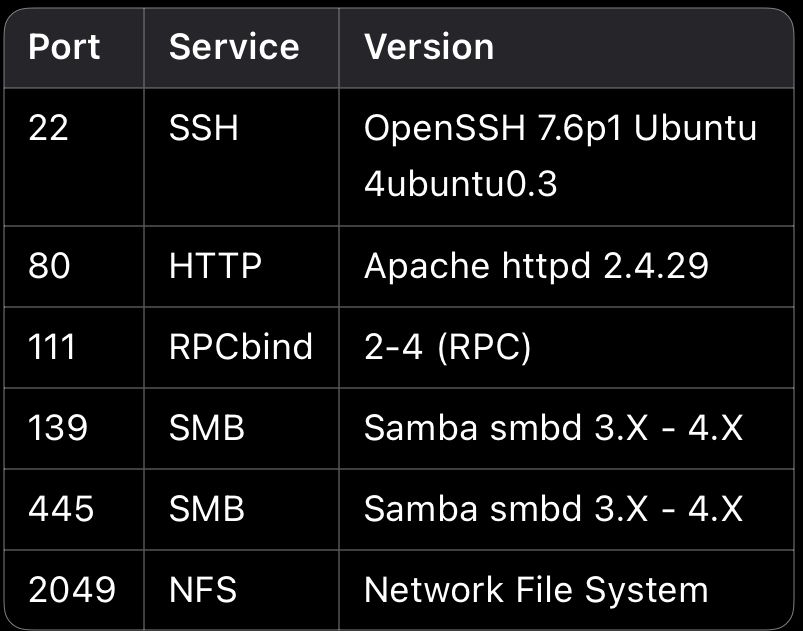 Port Service Version
22 SSH OpenSSH 7.6p1 Ubuntu
4ubuntu0.3
80 HTTP Apache httpd 2.4.29
111 RPCbind 2-4 (RPC)
139 SMB Samba smbd 3.X - 4.X
445 SMB Samba smbd 3.X - 4.X
2049 NFS Network File System